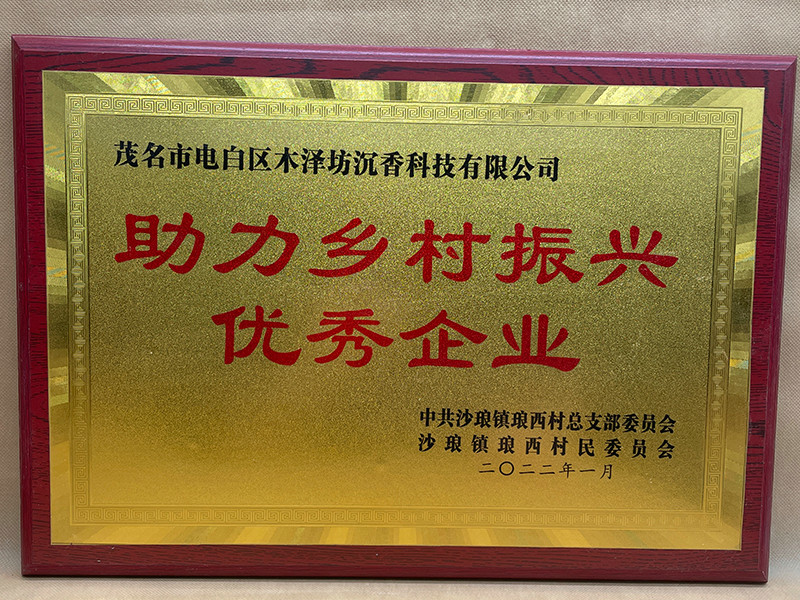 茂名市电白区木泽坊沉香科技有限公司
助力乡村振兴
优秀企业
中共沙琅镇琅西村总支部委员会
沙琅镇琅西村民委员会
二〇二二年一月